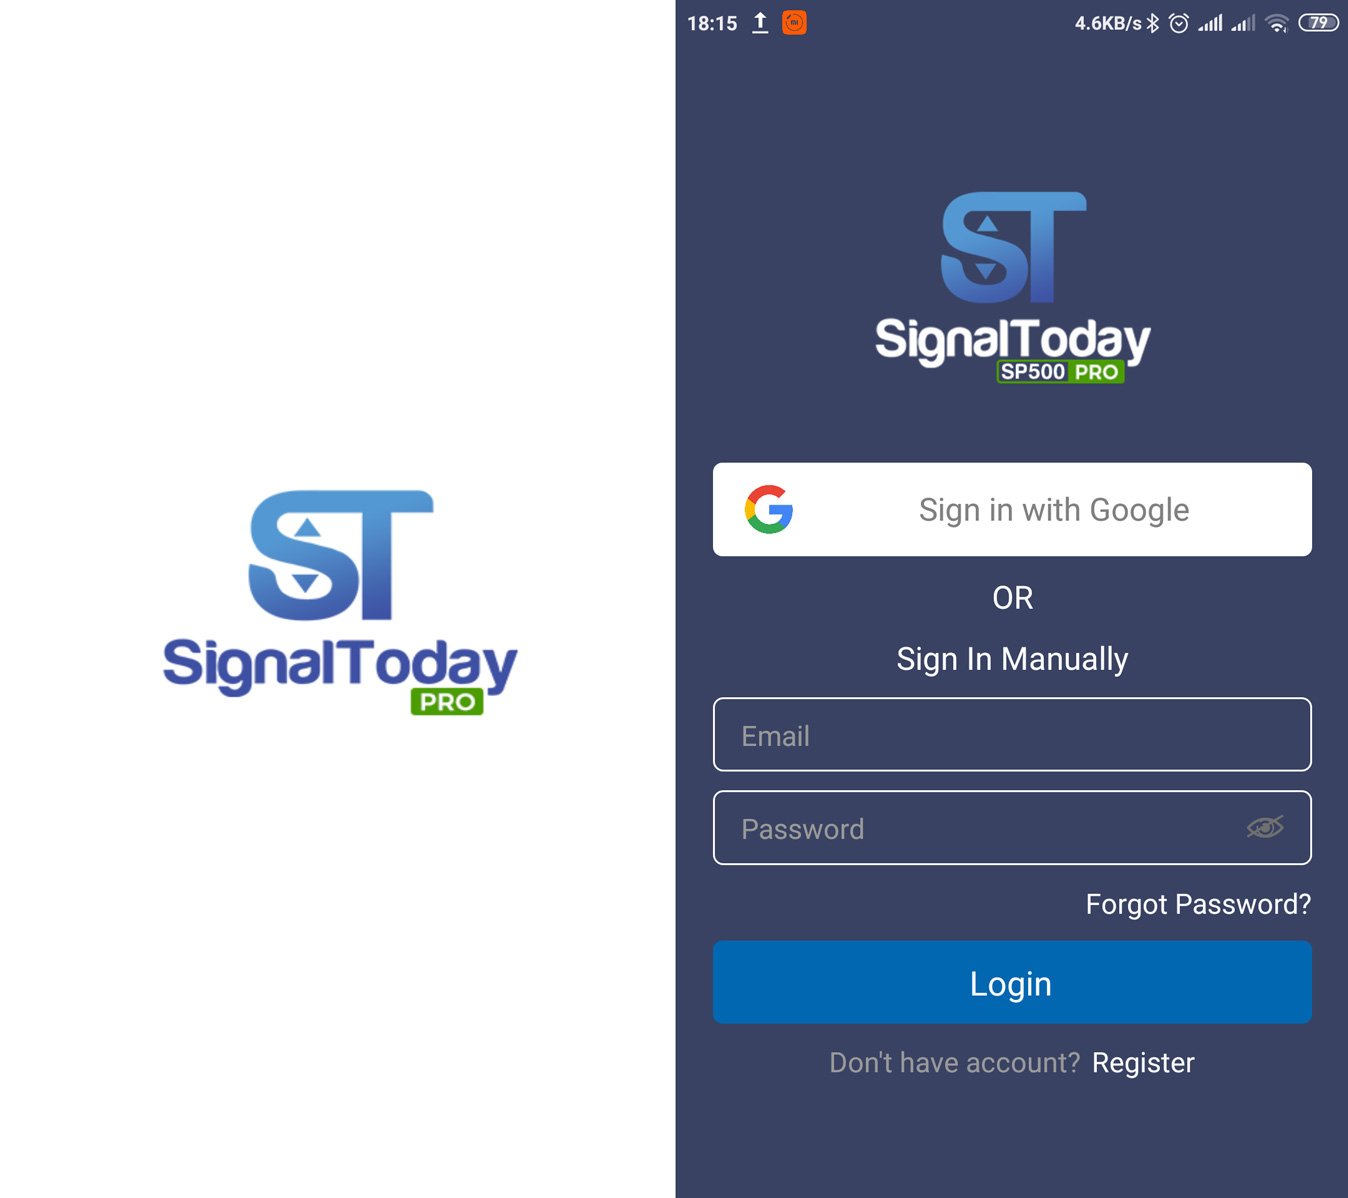 ST
SignalToday
PRO
18:15 4.6KB/s 79
ST
SignalToday
SP500 PRO
Sign in with Google
OR
Sign In Manually
Email
Password
Forgot Password?
Login
Don't have account? Register